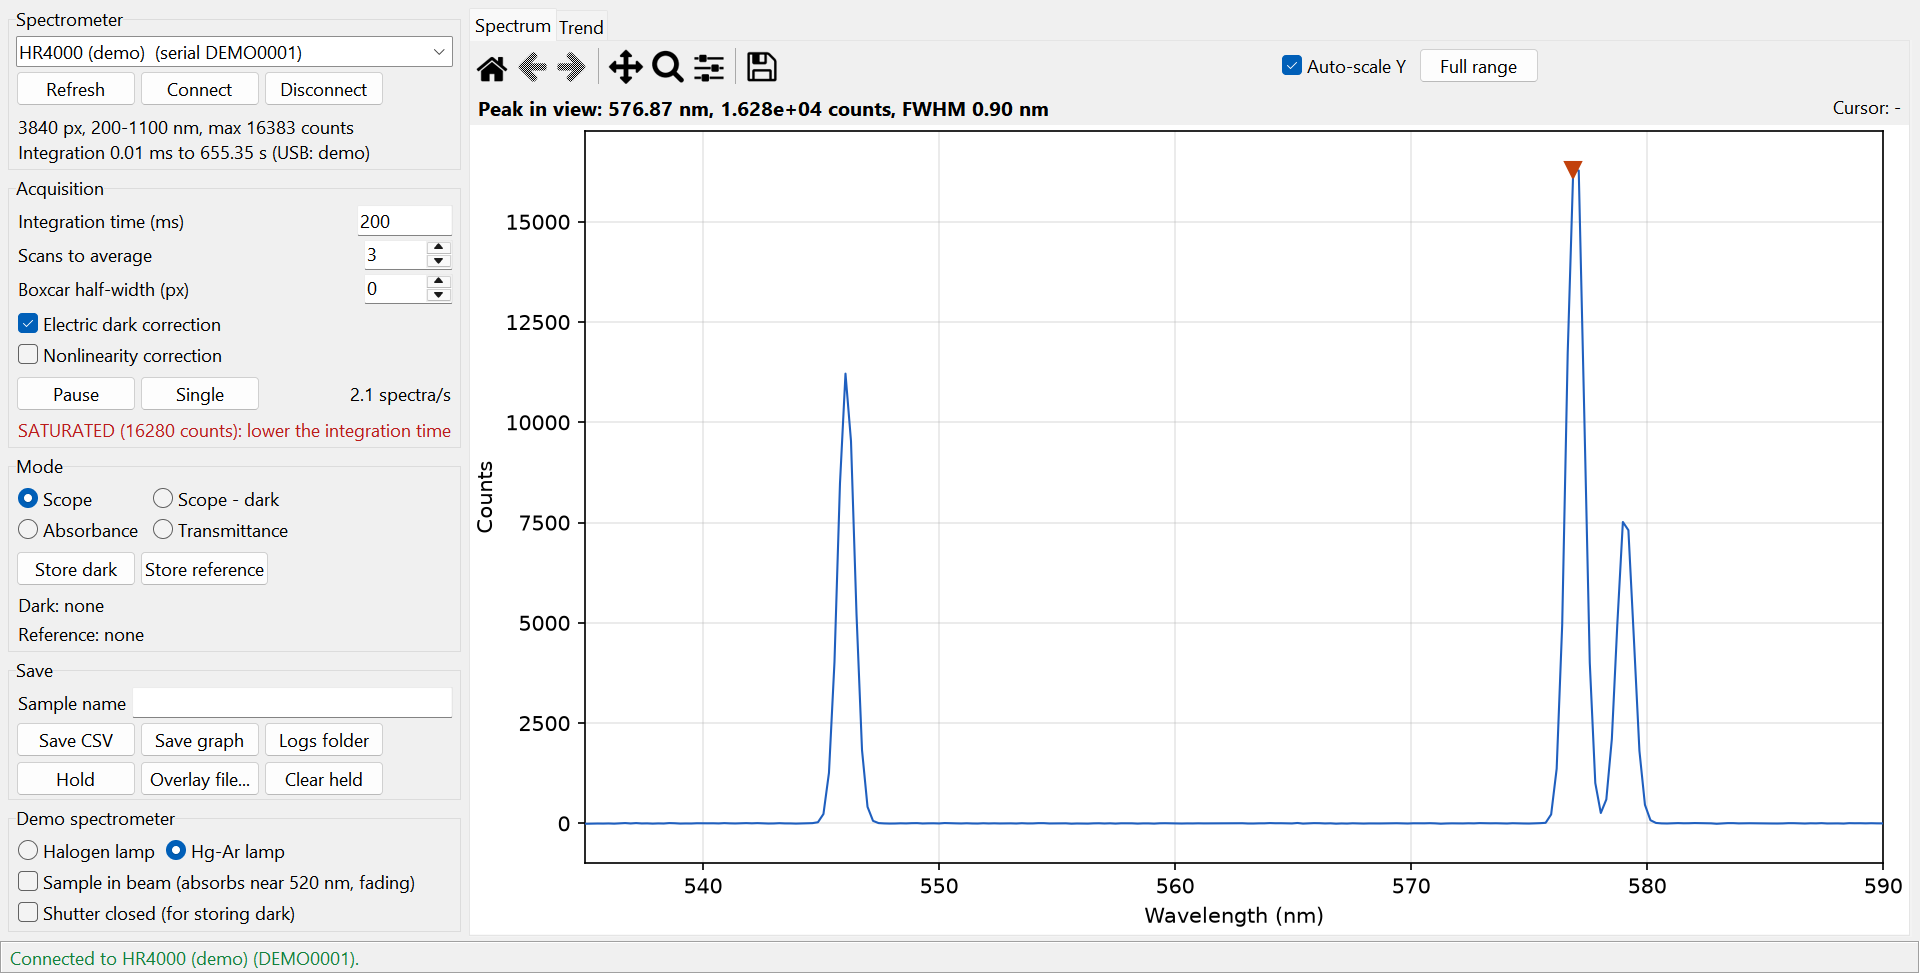 Spectrometer
HR4000 (demo)  (serial DEMO0001)
Refresh Connect Disconnect
3840 px, 200-1100 nm, max 16383 counts
Integration 0.01 ms to 655.35 s (USB: demo)
Acquisition
Integration time (ms) 200
Scans to average 3
Boxcar half-width (px) 0
Electric dark correction
Nonlinearity correction
Pause Single 2.1 spectra/s
SATURATED (16280 counts): lower the integration time
Mode
Scope Scope - dark
Absorbance Transmittance
Store dark Store reference
Dark: none
Reference: none
Save
Sample name
Save CSV Save graph Logs folder
Hold Overlay file... Clear held
Demo spectrometer
Halogen lamp Hg-Ar lamp
Sample in beam (absorbs near 520 nm, fading)
Shutter closed (for storing dark)
Spectrum Trend
Auto-scale Y Full range
Peak in view: 576.87 nm, 1.628e+04 counts, FWHM 0.90 nm
Cursor: -
15000
12500
10000
7500
5000
2500
0
Counts
540 550 560 570 580 590
Wavelength (nm)
Connected to HR4000 (demo) (DEMO0001).